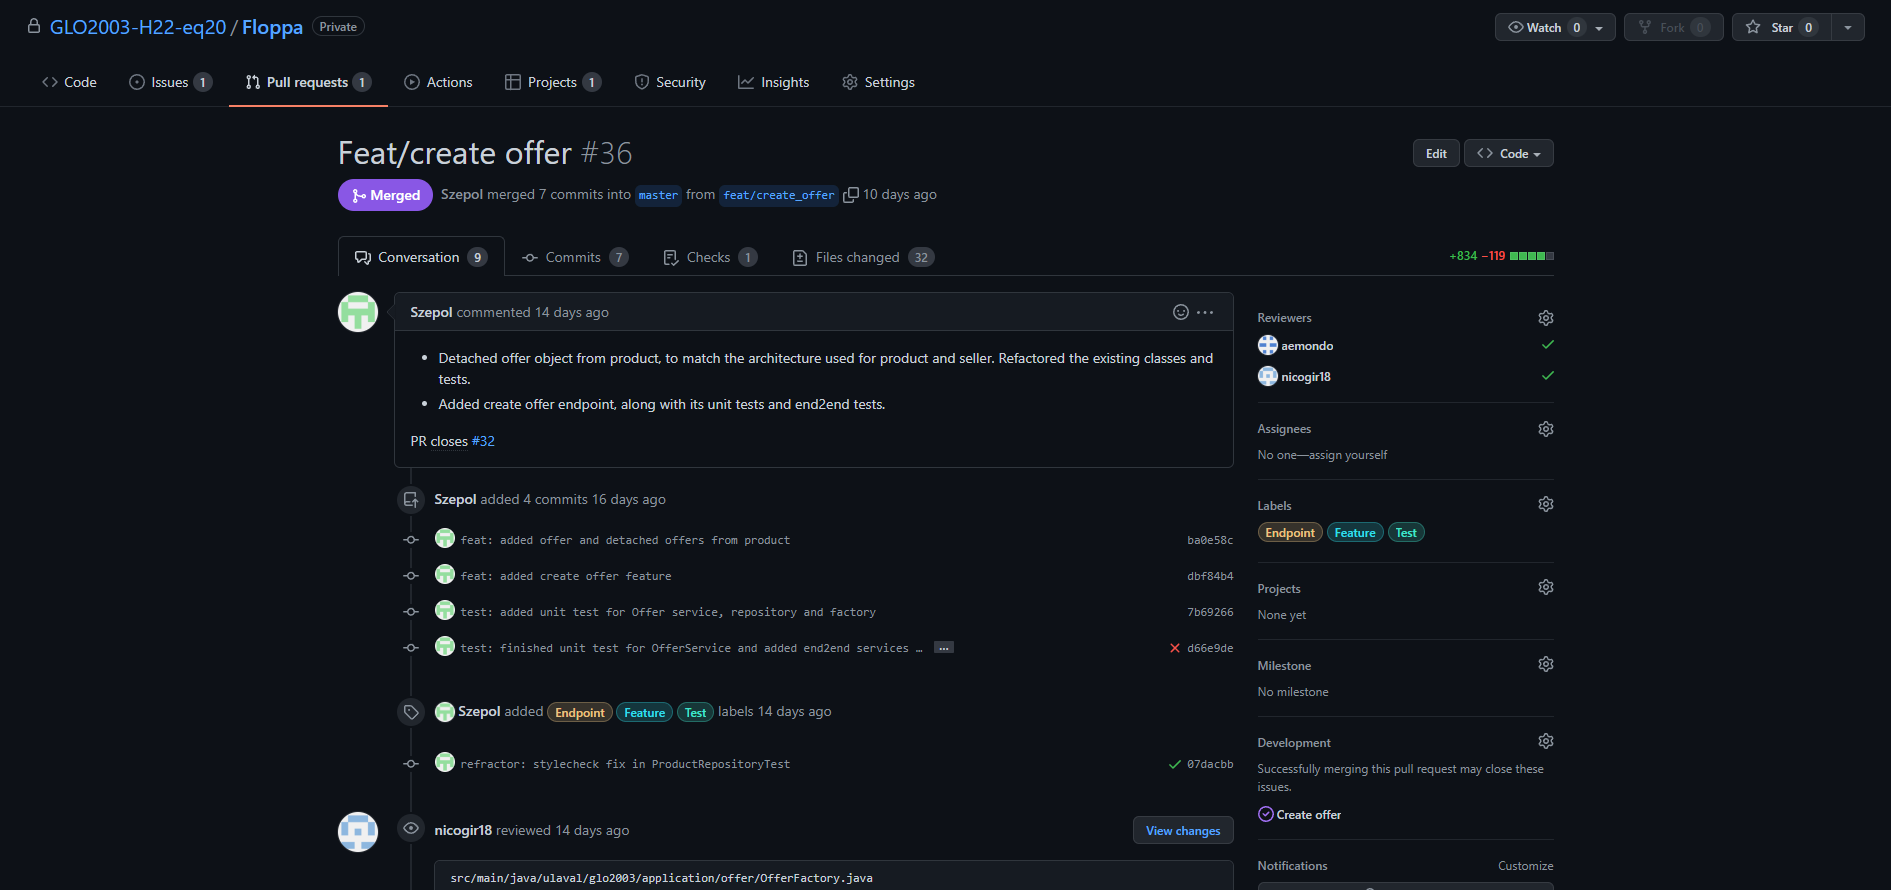 GLO2003-H22-eq20 / Floppa Private
Watch 0
Fork 0
Star 0
Code
Issues 1
Pull requests 1
Actions
Projects 1
Security
Insights
Settings
Feat/create offer #36
Edit
Code
Merged
Szepol merged 7 commits into master from feat/create_offer 10 days ago
Conversation 9
Commits 7
Checks 1
Files changed 32
+834 −119
Szepol commented 14 days ago
• Detached offer object from product, to match the architecture used for product and seller. Refactored the existing classes and
tests.
• Added create offer endpoint, along with its unit tests and end2end tests.
PR closes #32
Szepol added 4 commits 16 days ago
feat: added offer and detached offers from product ba0e58c
feat: added create offer feature dbf84b4
test: added unit test for Offer service, repository and factory 7b69266
test: finished unit test for OfferService and added end2end services … ... d66e9de
Szepol added Endpoint Feature Test labels 14 days ago
refractor: stylecheck fix in ProductRepositoryTest 07dacbb
nicogir18 reviewed 14 days ago
View changes
src/main/java/ulaval/glo2003/application/offer/OfferFactory.java
Reviewers
aemondo
nicogir18
Assignees
No one—assign yourself
Labels
Endpoint Feature Test
Projects
None yet
Milestone
No milestone
Development
Successfully merging this pull request may close these
issues.
Create offer
Notifications Customize